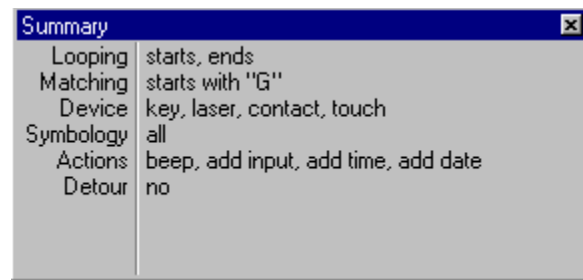 Summary
Looping starts, ends
Matching starts with "G"
Device key, laser, contact, touch
Symbology all
Actions beep, add input, add time, add date
Detour no